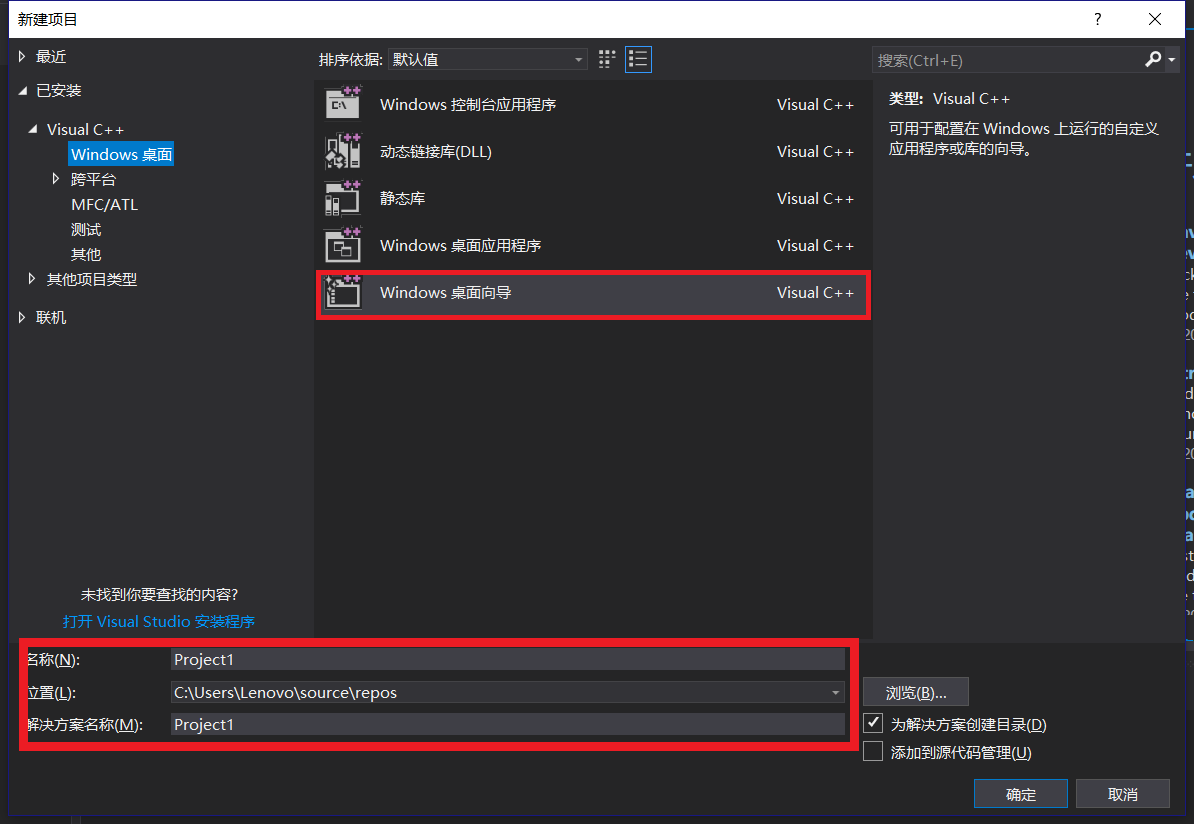 新建项目
?
最近
已安装
Visual C++
Windows 桌面
跨平台
MFC/ATL
测试
其他
其他项目类型
联机
未找到你要查找的内容?
打开 Visual Studio 安装程序
排序依据: 默认值
Windows 控制台应用程序 Visual C++
动态链接库(DLL) Visual C++
静态库 Visual C++
Windows 桌面应用程序 Visual C++
Windows 桌面向导 Visual C++
搜索(Ctrl+E)
类型: Visual C++
可用于配置在 Windows 上运行的自定义
应用程序或库的向导。
名称(N): Project1
位置(L): C:\Users\Lenovo\source\repos
浏览(B)...
解决方案名称(M): Project1
为解决方案创建目录(D)
添加到源代码管理(U)
确定 取消